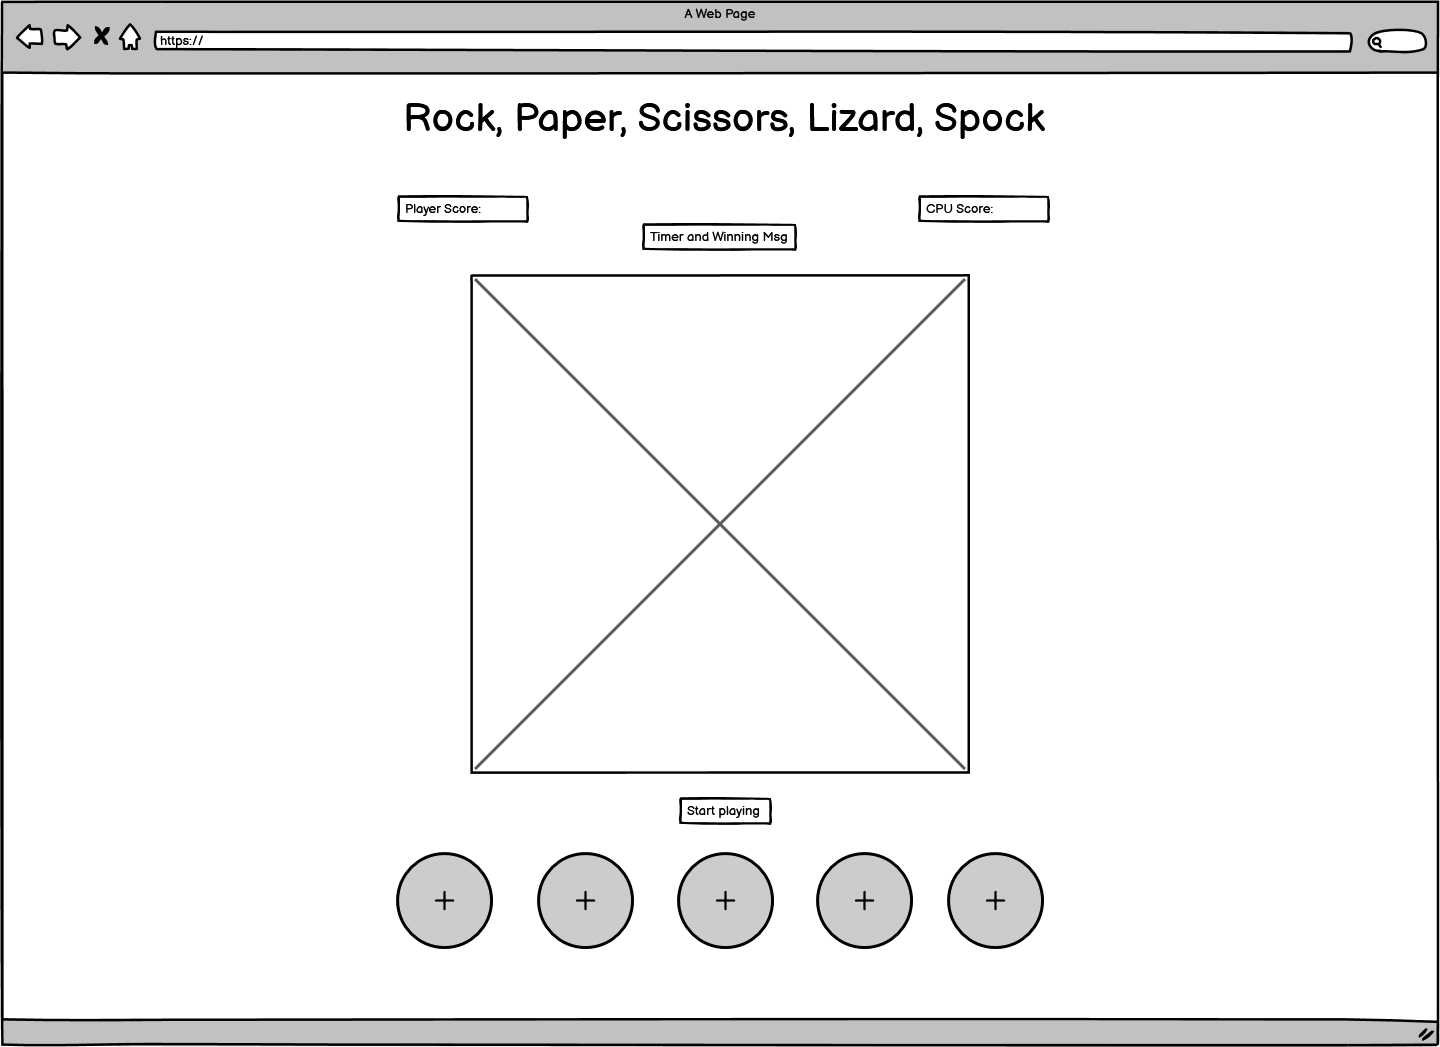 A Web Page
https://
Rock, Paper, Scissors, Lizard, Spock
Player Score:
CPU Score:
Timer and Winning Msg
Start playing